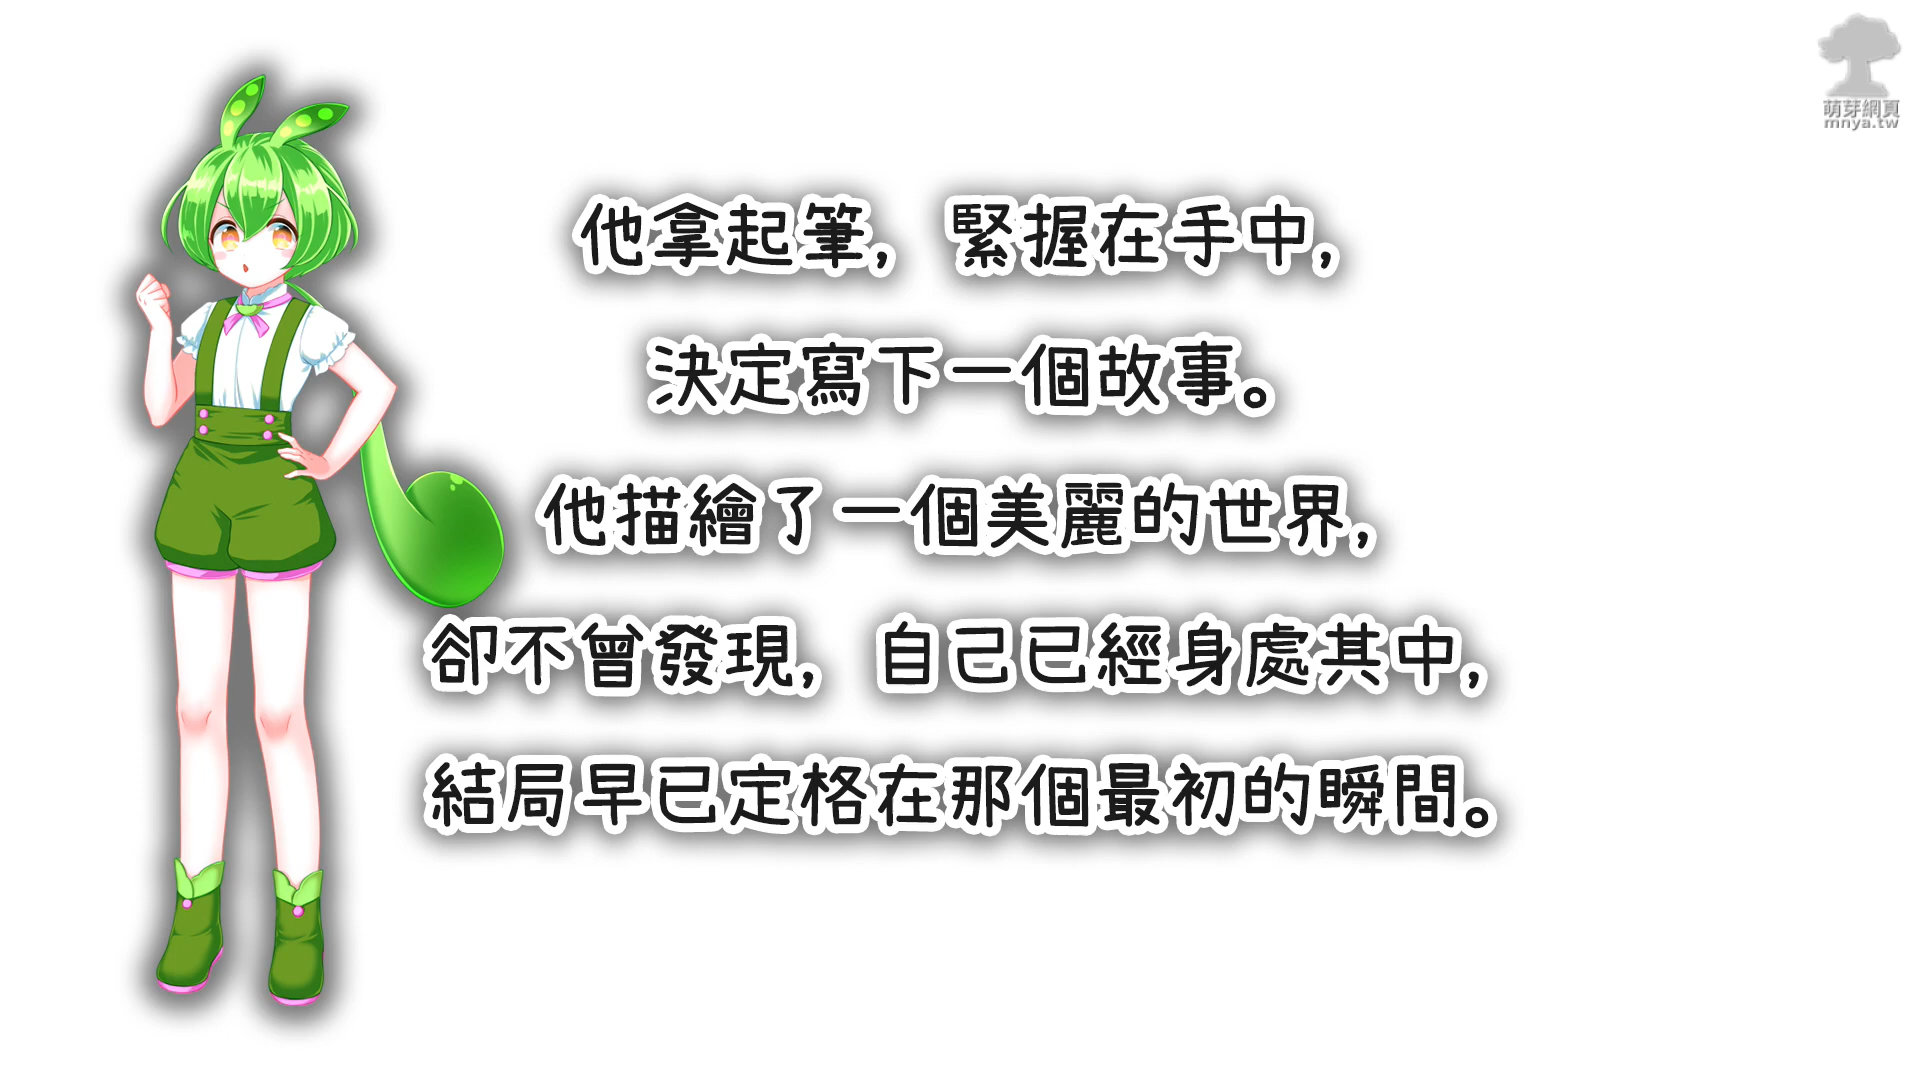 萌芽網頁
mnya.tw
他拿起筆，緊握在手中，
決定寫下一個故事。
他描繪了一個美麗的世界，
卻不曾發現，自己已經身處其中，
結局早已定格在那個最初的瞬間。